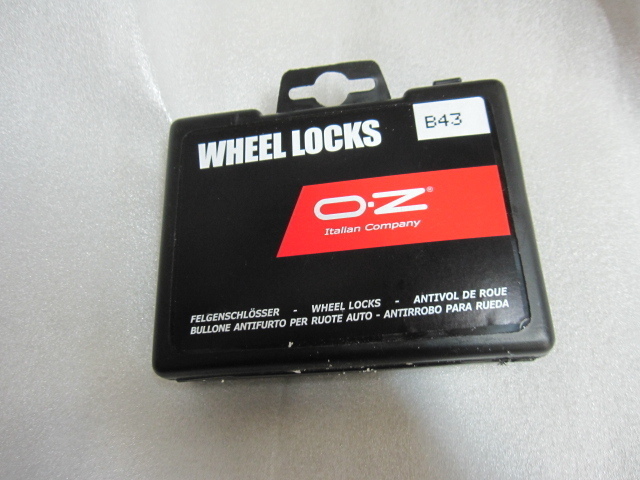 B43
WHEEL LOCKS
O·Z®
Italian Company
FELGENSCHLÖSSER - WHEEL LOCKS - ANTIVOL DE ROUE
BULLONE ANTIFURTO PER RUOTE AUTO - ANTIRROBO PARA RUEDA